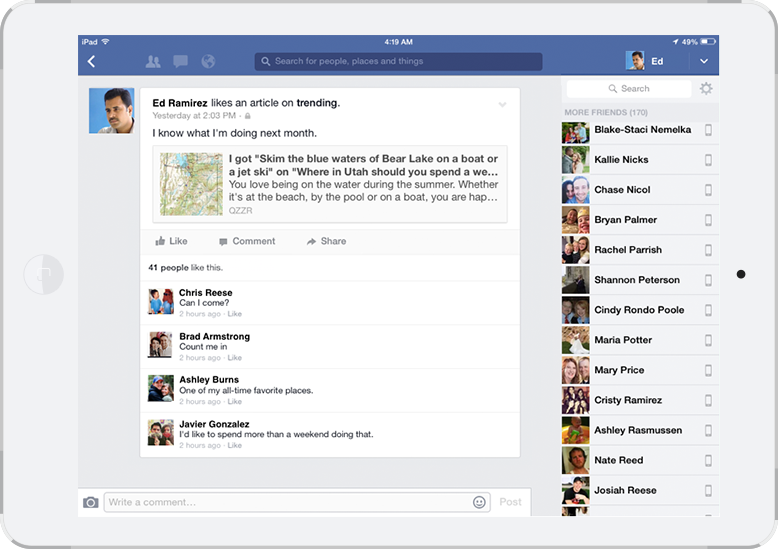 iPad
4:19 AM
49%
Search for people, places and things
Ed
Search
Ed Ramirez likes an article on trending.
Yesterday at 2:03 PM ·
I know what I'm doing next month.
I got "Skim the blue waters of Bear Lake on a boat or
a jet ski" on "Where in Utah should you spend a we...
You love being on the water during the summer. Whether
it's at the beach, by the pool or on a boat, you are hap...
QZZR
Like
Comment
Share
41 people like this.
Chris Reese
Can I come?
2 hours ago · Like
Brad Armstrong
Count me in
2 hours ago · Like
Ashley Burns
One of my all-time favorite places.
2 hours ago · Like
Javier Gonzalez
I'd like to spend more than a weekend doing that.
2 hours ago · Like
Write a comment...
Post
MORE FRIENDS (170)
Blake-Staci Nemelka
Kallie Nicks
Chase Nicol
Bryan Palmer
Rachel Parrish
Shannon Peterson
Cindy Rondo Poole
Maria Potter
Mary Price
Cristy Ramirez
Ashley Rasmussen
Nate Reed
Josiah Reese